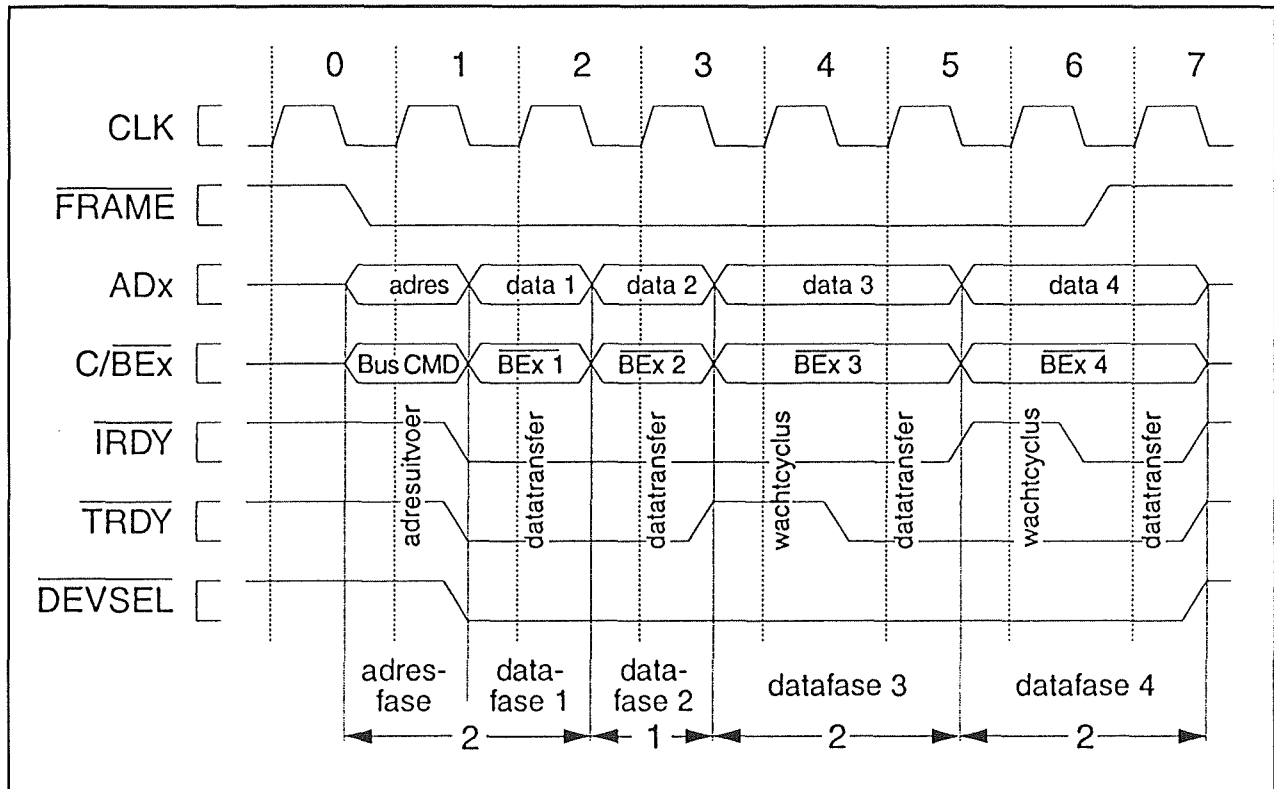 0 1 2 3 4 5 6 7
CLK
FRAME
ADx adres data 1 data 2 data 3 data 4
C/BEx Bus CMD BEx 1 BEx 2 BEx 3 BEx 4
IRDY
TRDY
DEVSEL
adresuitvoer
datatransfer
datatransfer
wachtcyclus
datatransfer
wachtcyclus
datatransfer
adres-
fase
data-
fase 1
data-
fase 2
datafase 3
datafase 4
2 1 2 2